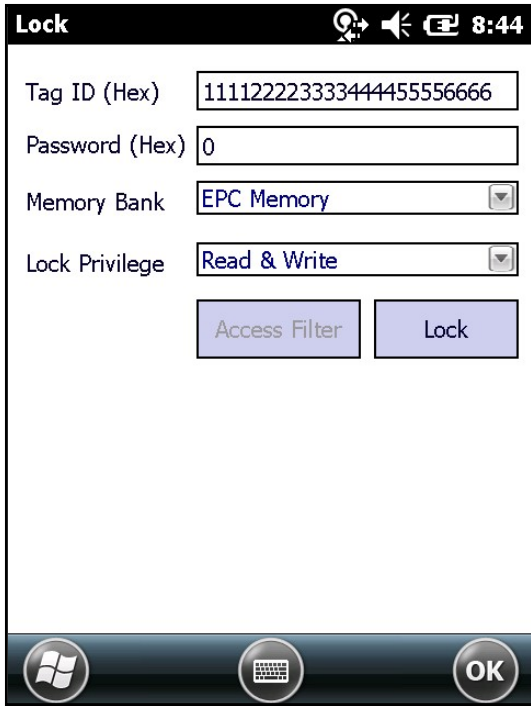 Lock 8:44
Tag ID (Hex) 111122223333444455556666
Password (Hex) 0
Memory Bank EPC Memory
Lock Privilege Read & Write
Access Filter Lock
OK